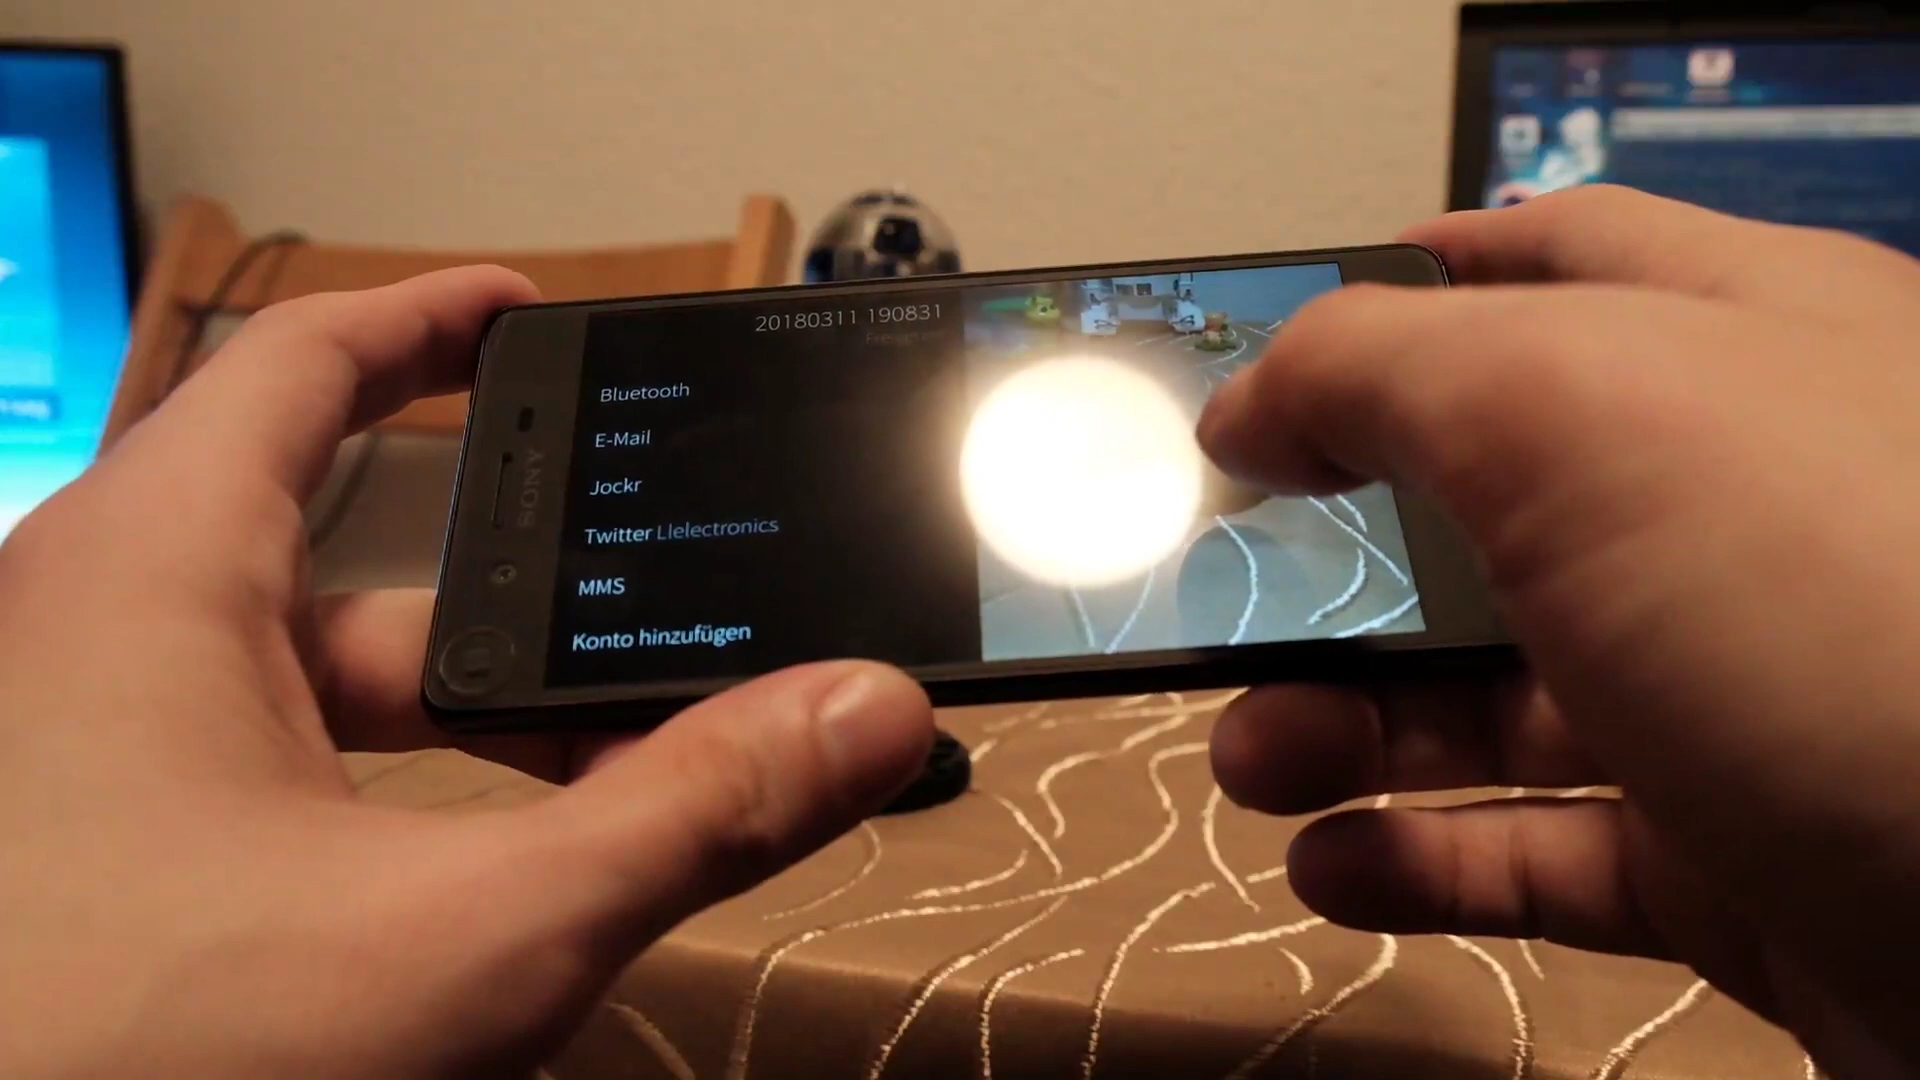 20180311 190831
Bluetooth
E-Mail
Jockr
Twitter Llelectronics
MMS
Konto hinzufügen
SONY